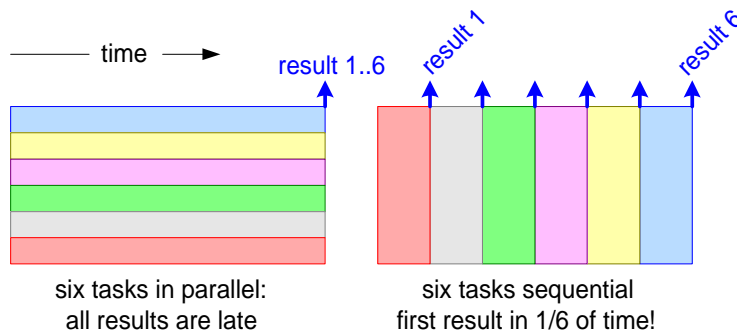 time
result 1..6
result 1
result 6
six tasks in parallel:
all results are late
six tasks sequential
first result in 1/6 of time!